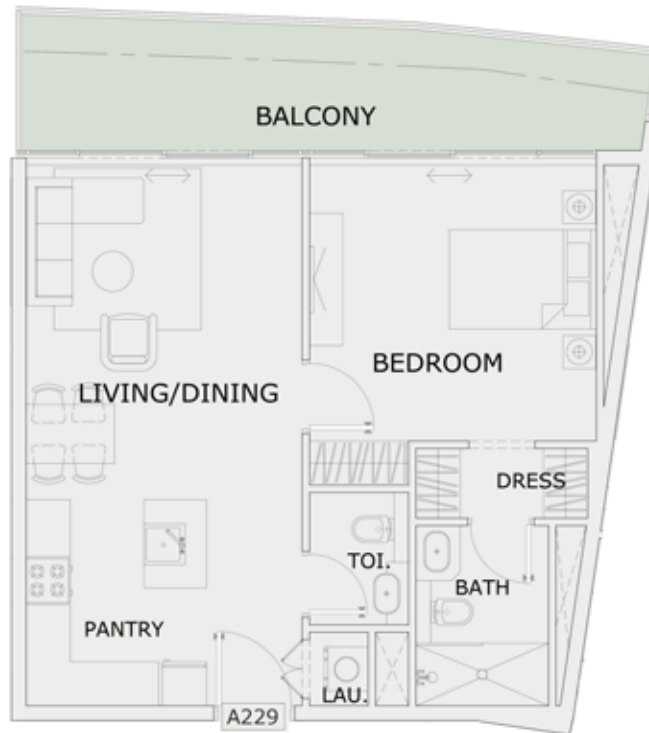 BALCONY
BEDROOM
LIVING/DINING
DRESS
TOI.
BATH
PANTRY
LAU.
A229